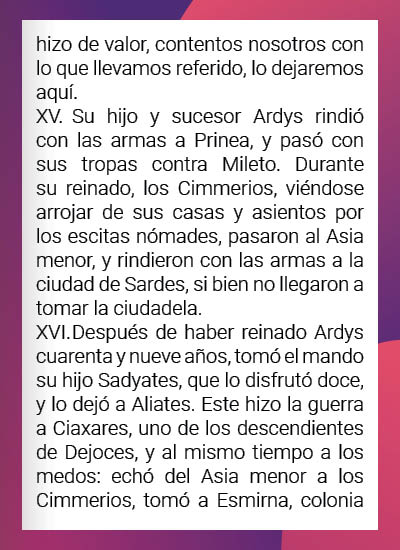 hizo de valor, contentos nosotros con
lo que llevamos referido, lo dejaremos
aquí.
XV. Su hijo y sucesor Ardys rindió
con las armas a Prinea, y pasó con
sus tropas contra Mileto. Durante
su reinado, los Cimmerios, viéndose
arrojar de sus casas y asientos por
los escitas nómades, pasaron al Asia
menor, y rindieron con las armas a la
ciudad de Sardes, si bien no llegaron a
tomar la ciudadela.
XVI.Después de haber reinado Ardys
cuarenta y nueve años, tomó el mando
su hijo Sadyates, que lo disfrutó doce,
y lo dejó a Aliates. Este hizo la guerra
a Ciaxares, uno de los descendientes
de Dejoces, y al mismo tiempo a los
medos: echó del Asia menor a los
Cimmerios, tomó a Esmirna, colonia